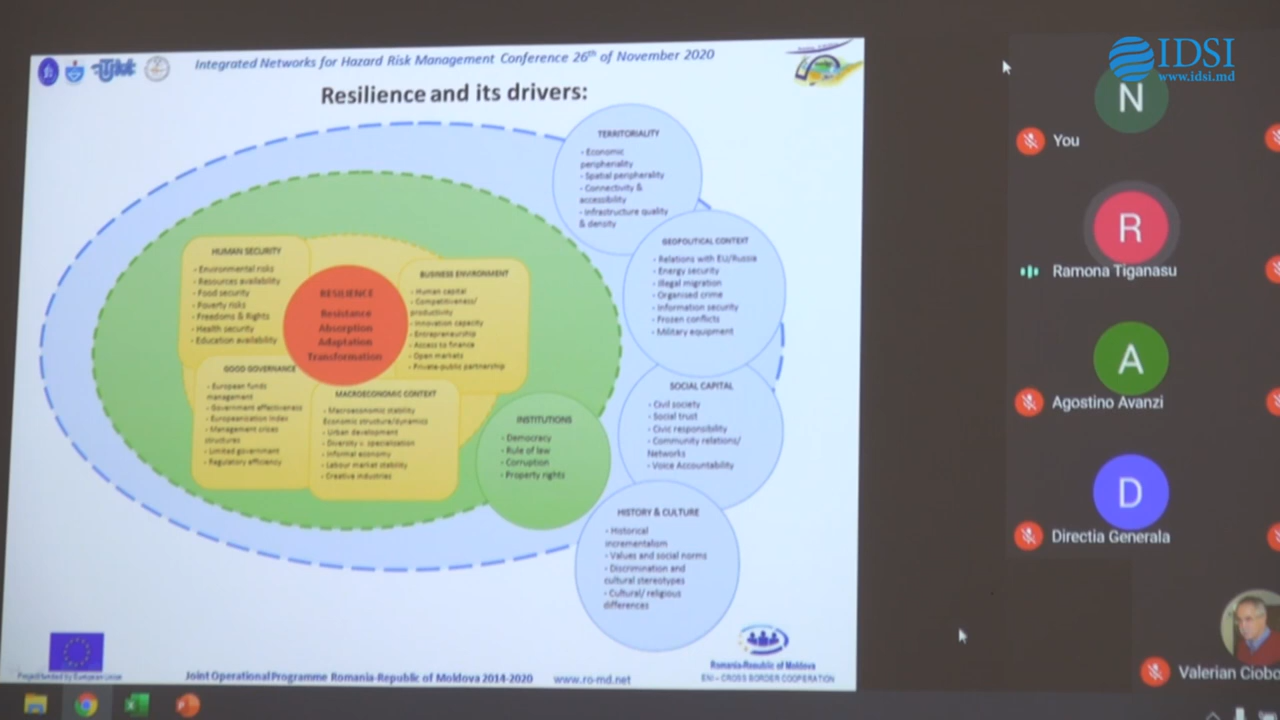 Integrated Networks for Hazard Risk Management Conference 26th of November 2020
Resilience and its drivers:
TERRITORIALITY
- Economic
peripherality
- Spatial peripherality
- Connectivity &
accessibility
- Infrastructure quality
& density
GEOPOLITICAL CONTEXT
- Relations with EU/Russia
- Energy security
- Illegal migration
- Organised crime
- Information security
- Frozen conflicts
- Military equipment
HUMAN SECURITY
- Environmental risks
- Resources availability
- Food security
- Poverty risks
- Freedoms & Rights
- Health security
- Education availability
RESILIENCE
Resistance
Absorption
Adaptation
Transformation
BUSINESS ENVIRONMENT
- Human capital
- Competitiveness/
productivity
- Innovation capacity
- Entrepreneurship
- Access to finance
- Open markets
- Private-public partnership
GOOD GOVERNANCE
- European funds
management
- Government effectiveness
- Europeanization index
- Management crises
structures
- Limited government
- Regulatory efficiency
MACROECONOMIC CONTEXT
- Macroeconomic stability
Economic structure/dynamics
- Urban development
- Diversity v. specialisation
- Informal economy
- Labour market stability
- Creative industries
INSTITUTIONS
- Democracy
- Rule of law
- Corruption
- Property rights
SOCIAL CAPITAL
- Civil society
- Social trust
- Civic responsibility
- Community relations/
Networks
- Voice Accountability
HISTORY & CULTURE
- Historical
incrementalism
- Values and social norms
- Discrimination and
cultural stereotypes
- Cultural/ religious
differences
Project funded by European Union
Joint Operational Programme Romania-Republic of Moldova 2014-2020
www.ro-md.net
Romania-Republic of Moldova
ENI – CROSS BORDER COOPERATION
IDSI
www.idsi.md
N
You
R
Ramona Tiganasu
A
Agostino Avanzi
D
Directia Generala
Valerian Ciobo